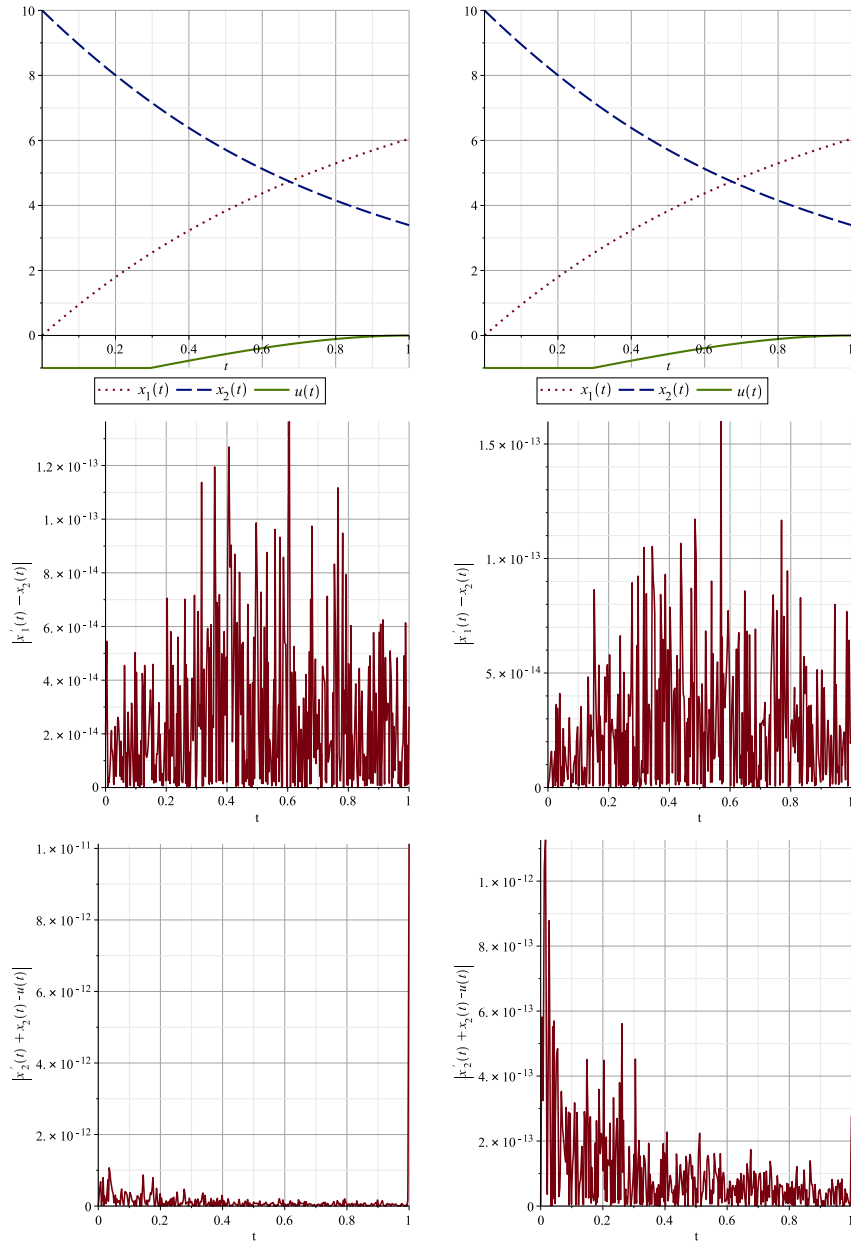 10
8
6
4
2
0
0.2
0.4
0.6
0.8
1
t
x₁(t) x₂(t) u(t)
10
8
6
4
2
0
0.2
0.4
0.6
0.8
1
t
x₁(t) x₂(t) u(t)
|x′₁(t) − x₂(t)|
1.2 × 10⁻¹³
1. × 10⁻¹³
8. × 10⁻¹⁴
6. × 10⁻¹⁴
4. × 10⁻¹⁴
2. × 10⁻¹⁴
0
0 0.2 0.4 0.6 0.8 1
t
|x′₁(t) − x₂(t)|
1.5 × 10⁻¹³
1. × 10⁻¹³
5. × 10⁻¹⁴
0
0 0.2 0.4 0.6 0.8 1
t
|x′₂(t) + x₂(t) - u(t)|
1. × 10⁻¹¹
8. × 10⁻¹²
6. × 10⁻¹²
4. × 10⁻¹²
2. × 10⁻¹²
0
0 0.2 0.4 0.6 0.8 1
t
|x′₂(t) + x₂(t) - u(t)|
1. × 10⁻¹²
8. × 10⁻¹³
6. × 10⁻¹³
4. × 10⁻¹³
2. × 10⁻¹³
0
0 0.2 0.4 0.6 0.8 1
t